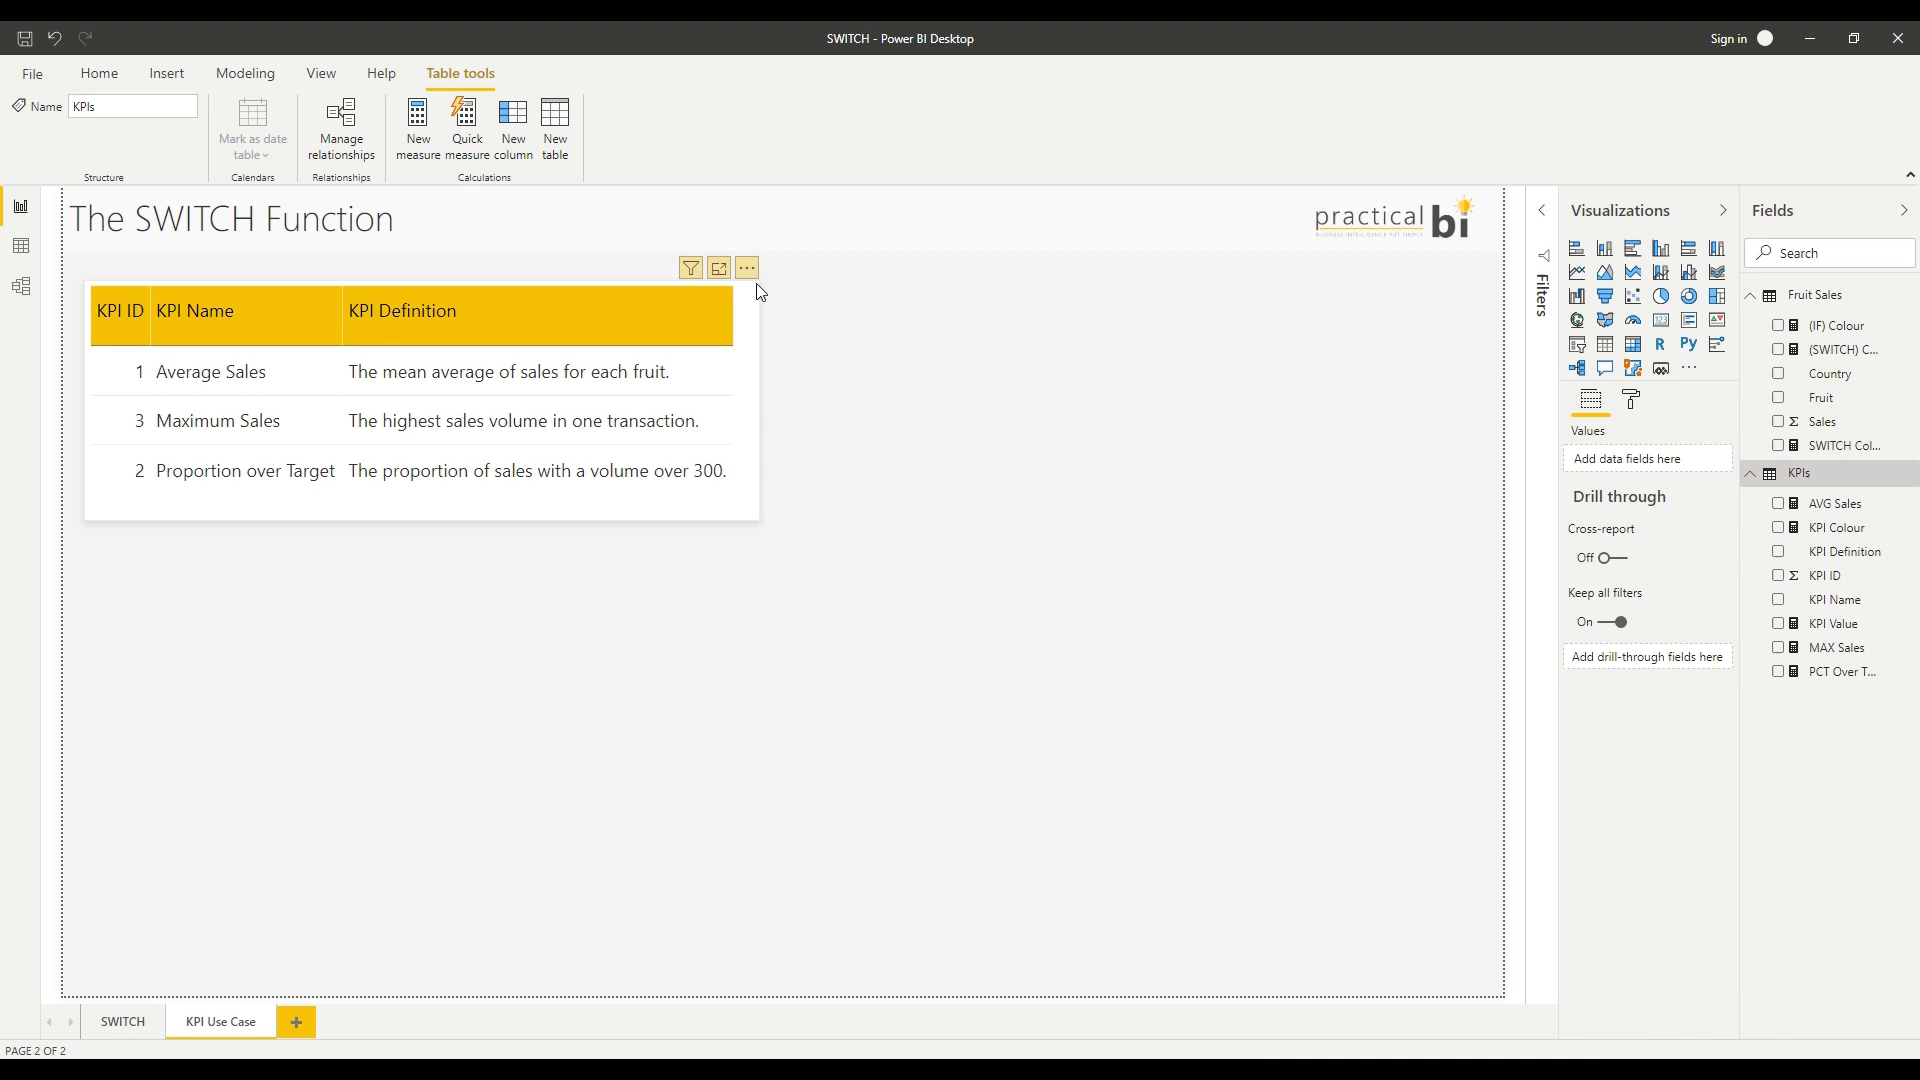 SWITCH - Power BI Desktop
Sign in
File Home Insert Modeling View Help Table tools
Name KPIs
Mark as date table
Manage relationships
New measure
Quick measure
New column
New table
Structure Calendars Relationships Calculations
The SWITCH Function
practical bi
KPI ID KPI Name KPI Definition
1 Average Sales The mean average of sales for each fruit.
3 Maximum Sales The highest sales volume in one transaction.
2 Proportion over Target The proportion of sales with a volume over 300.
Filters
Visualizations
R Py
Values
Add data fields here
Drill through
Cross-report
Off
Keep all filters
On
Add drill-through fields here
Fields
Search
Fruit Sales
(IF) Colour
(SWITCH) C...
Country
Fruit
Σ Sales
SWITCH Col...
KPIs
AVG Sales
KPI Colour
KPI Definition
Σ KPI ID
KPI Name
KPI Value
MAX Sales
PCT Over T...
SWITCH KPI Use Case
PAGE 2 OF 2